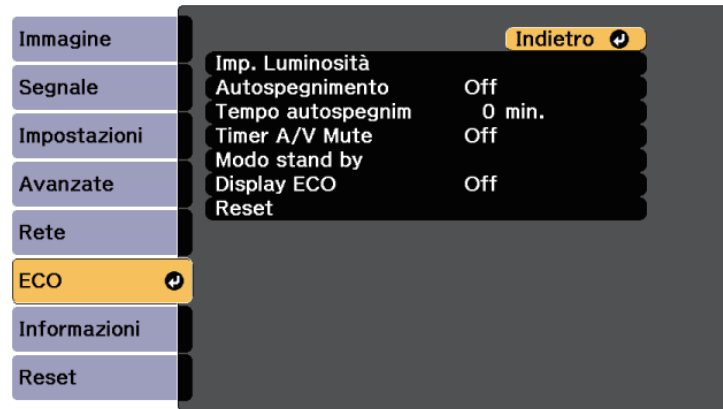 Immagine
Segnale
Impostazioni
Avanzate
Rete
ECO
Informazioni
Reset
Indietro
Imp. Luminosità
Autospegnimento Off
Tempo autospegnim 0 min.
Timer A/V Mute Off
Modo stand by
Display ECO Off
Reset